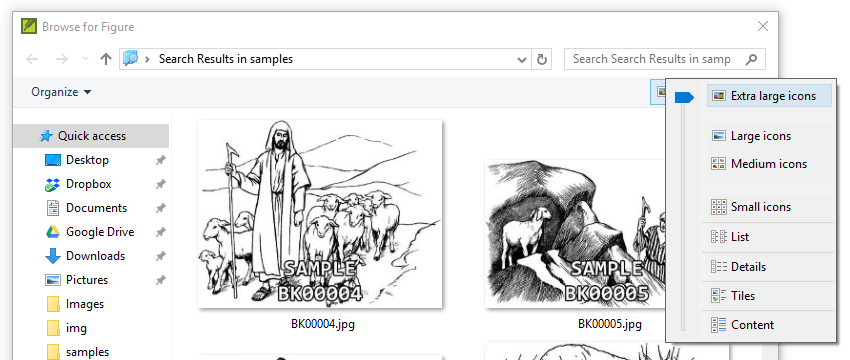 Browse for Figure
Search Results in samples
Search Search Results in samp
Organize
Extra large icons
Large icons
Medium icons
Small icons
List
Details
Tiles
Content
Quick access
Desktop
Dropbox
Documents
Google Drive
Downloads
Pictures
Images
img
samples
SAMPLE
BK00004
BK00004.jpg
SAMPLE
BK00005
BK00005.jpg